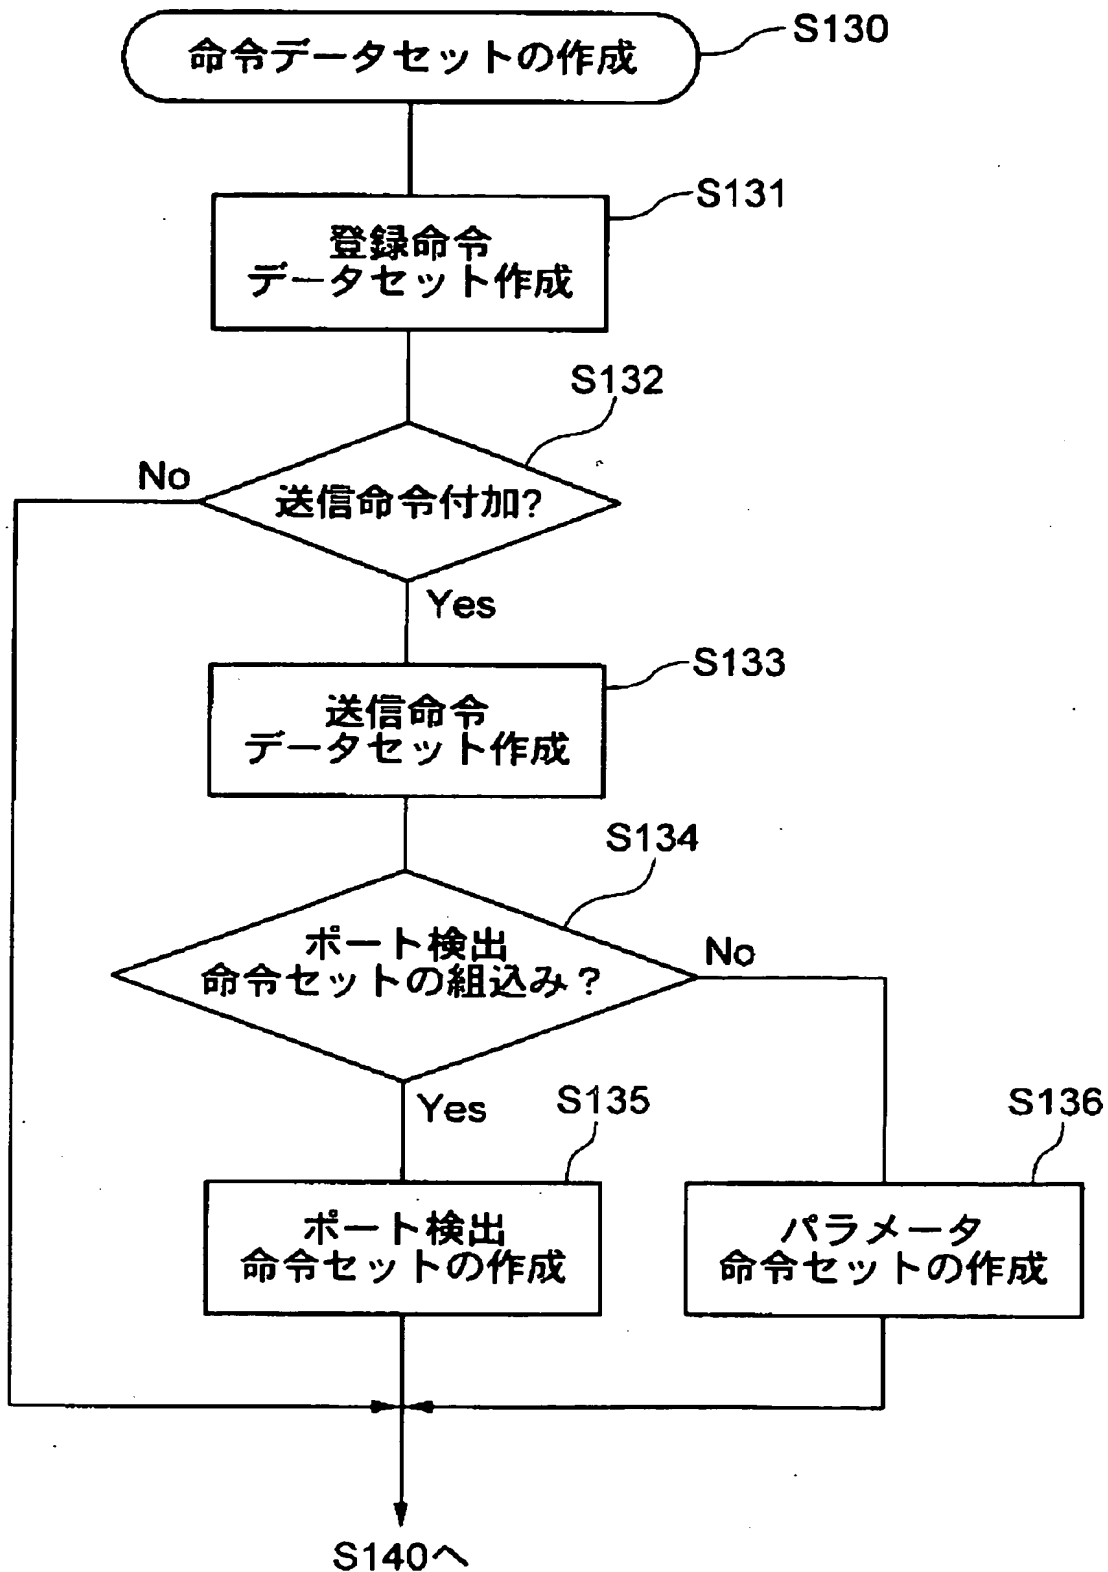 命令データセットの作成
S130
S131
登録命令
データセット作成
S132
No
送信命令付加?
Yes
S133
送信命令
データセット作成
S134
ポート検出
命令セットの組込み?
No
Yes
S135
S136
ポート検出
命令セットの作成
パラメータ
命令セットの作成
S140へ